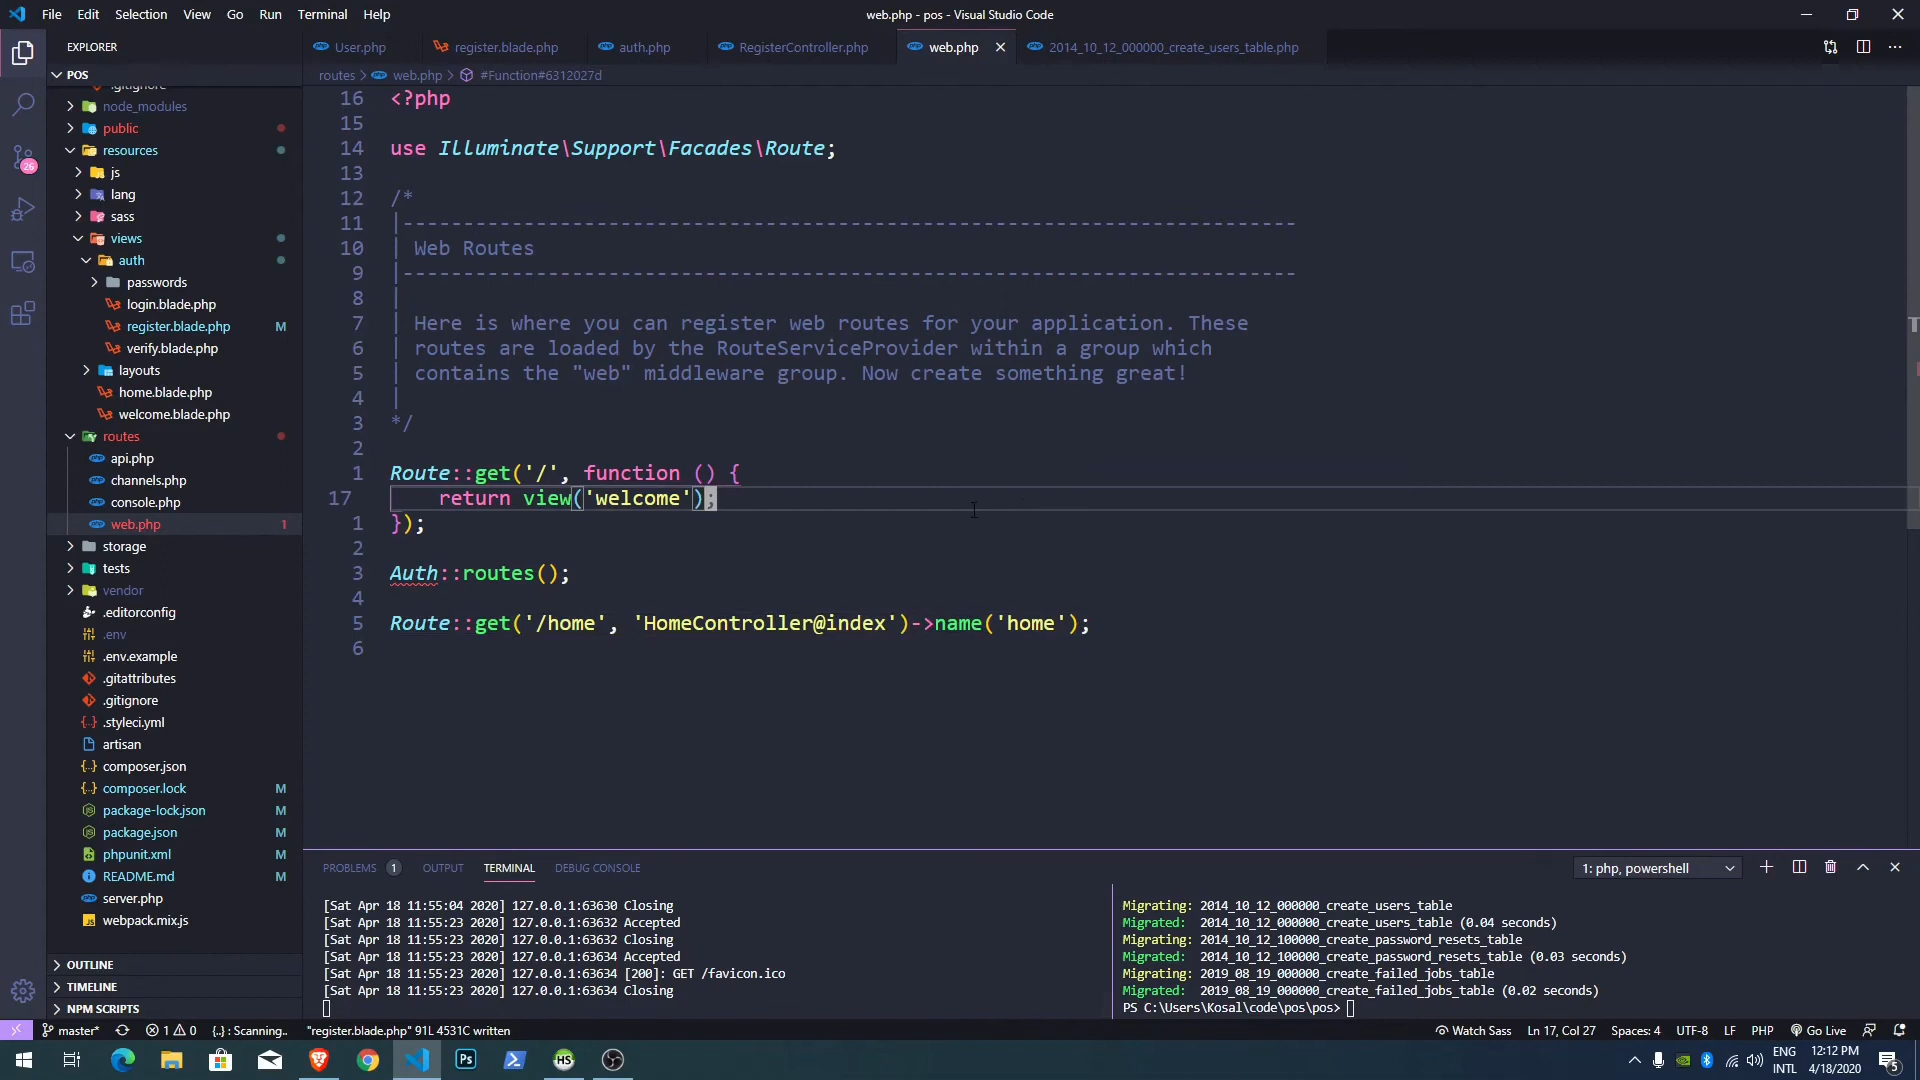 File Edit Selection View Go Run Terminal Help
web.php - pos - Visual Studio Code
EXPLORER
POS
.gitignore
node_modules
public
resources
js
lang
sass
views
auth
passwords
login.blade.php
register.blade.php M
verify.blade.php
layouts
home.blade.php
welcome.blade.php
routes
api.php
channels.php
console.php
web.php 1
storage
tests
vendor
.editorconfig
.env
.env.example
.gitattributes
.gitignore
.styleci.yml
artisan
composer.json
composer.lock M
package-lock.json M
package.json M
phpunit.xml M
README.md M
server.php
webpack.mix.js
OUTLINE
TIMELINE
NPM SCRIPTS
26
User.php register.blade.php auth.php RegisterController.php web.php 2014_10_12_000000_create_users_table.php
routes > web.php > #Function#6312027d
16 <?php
15
14 use Illuminate\Support\Facades\Route;
13
12 /*
11 |--------------------------------------------------------------------------
10 | Web Routes
9 |--------------------------------------------------------------------------
8 |
7 | Here is where you can register web routes for your application. These
6 | routes are loaded by the RouteServiceProvider within a group which
5 | contains the "web" middleware group. Now create something great!
4 |
3 */
2
1 Route::get('/', function () {
17 return view('welcome');
1 });
2
3 Auth::routes();
4
5 Route::get('/home', 'HomeController@index')->name('home');
6
PROBLEMS 1 OUTPUT TERMINAL DEBUG CONSOLE
1: php, powershell
[Sat Apr 18 11:55:04 2020] 127.0.0.1:63630 Closing
[Sat Apr 18 11:55:23 2020] 127.0.0.1:63632 Accepted
[Sat Apr 18 11:55:23 2020] 127.0.0.1:63632 Closing
[Sat Apr 18 11:55:23 2020] 127.0.0.1:63634 Accepted
[Sat Apr 18 11:55:23 2020] 127.0.0.1:63634 [200]: GET /favicon.ico
[Sat Apr 18 11:55:23 2020] 127.0.0.1:63634 Closing
Migrating: 2014_10_12_000000_create_users_table
Migrated: 2014_10_12_000000_create_users_table (0.04 seconds)
Migrating: 2014_10_12_100000_create_password_resets_table
Migrated: 2014_10_12_100000_create_password_resets_table (0.03 seconds)
Migrating: 2019_08_19_000000_create_failed_jobs_table
Migrated: 2019_08_19_000000_create_failed_jobs_table (0.02 seconds)
PS C:\Users\Kosal\code\pos\pos>
master* 1 0 {..} : Scanning.. "register.blade.php" 91L 4531C written
Watch Sass Ln 17, Col 27 Spaces: 4 UTF-8 LF PHP Go Live
Ps HS
ENG
INTL
12:12 PM
4/18/2020
5